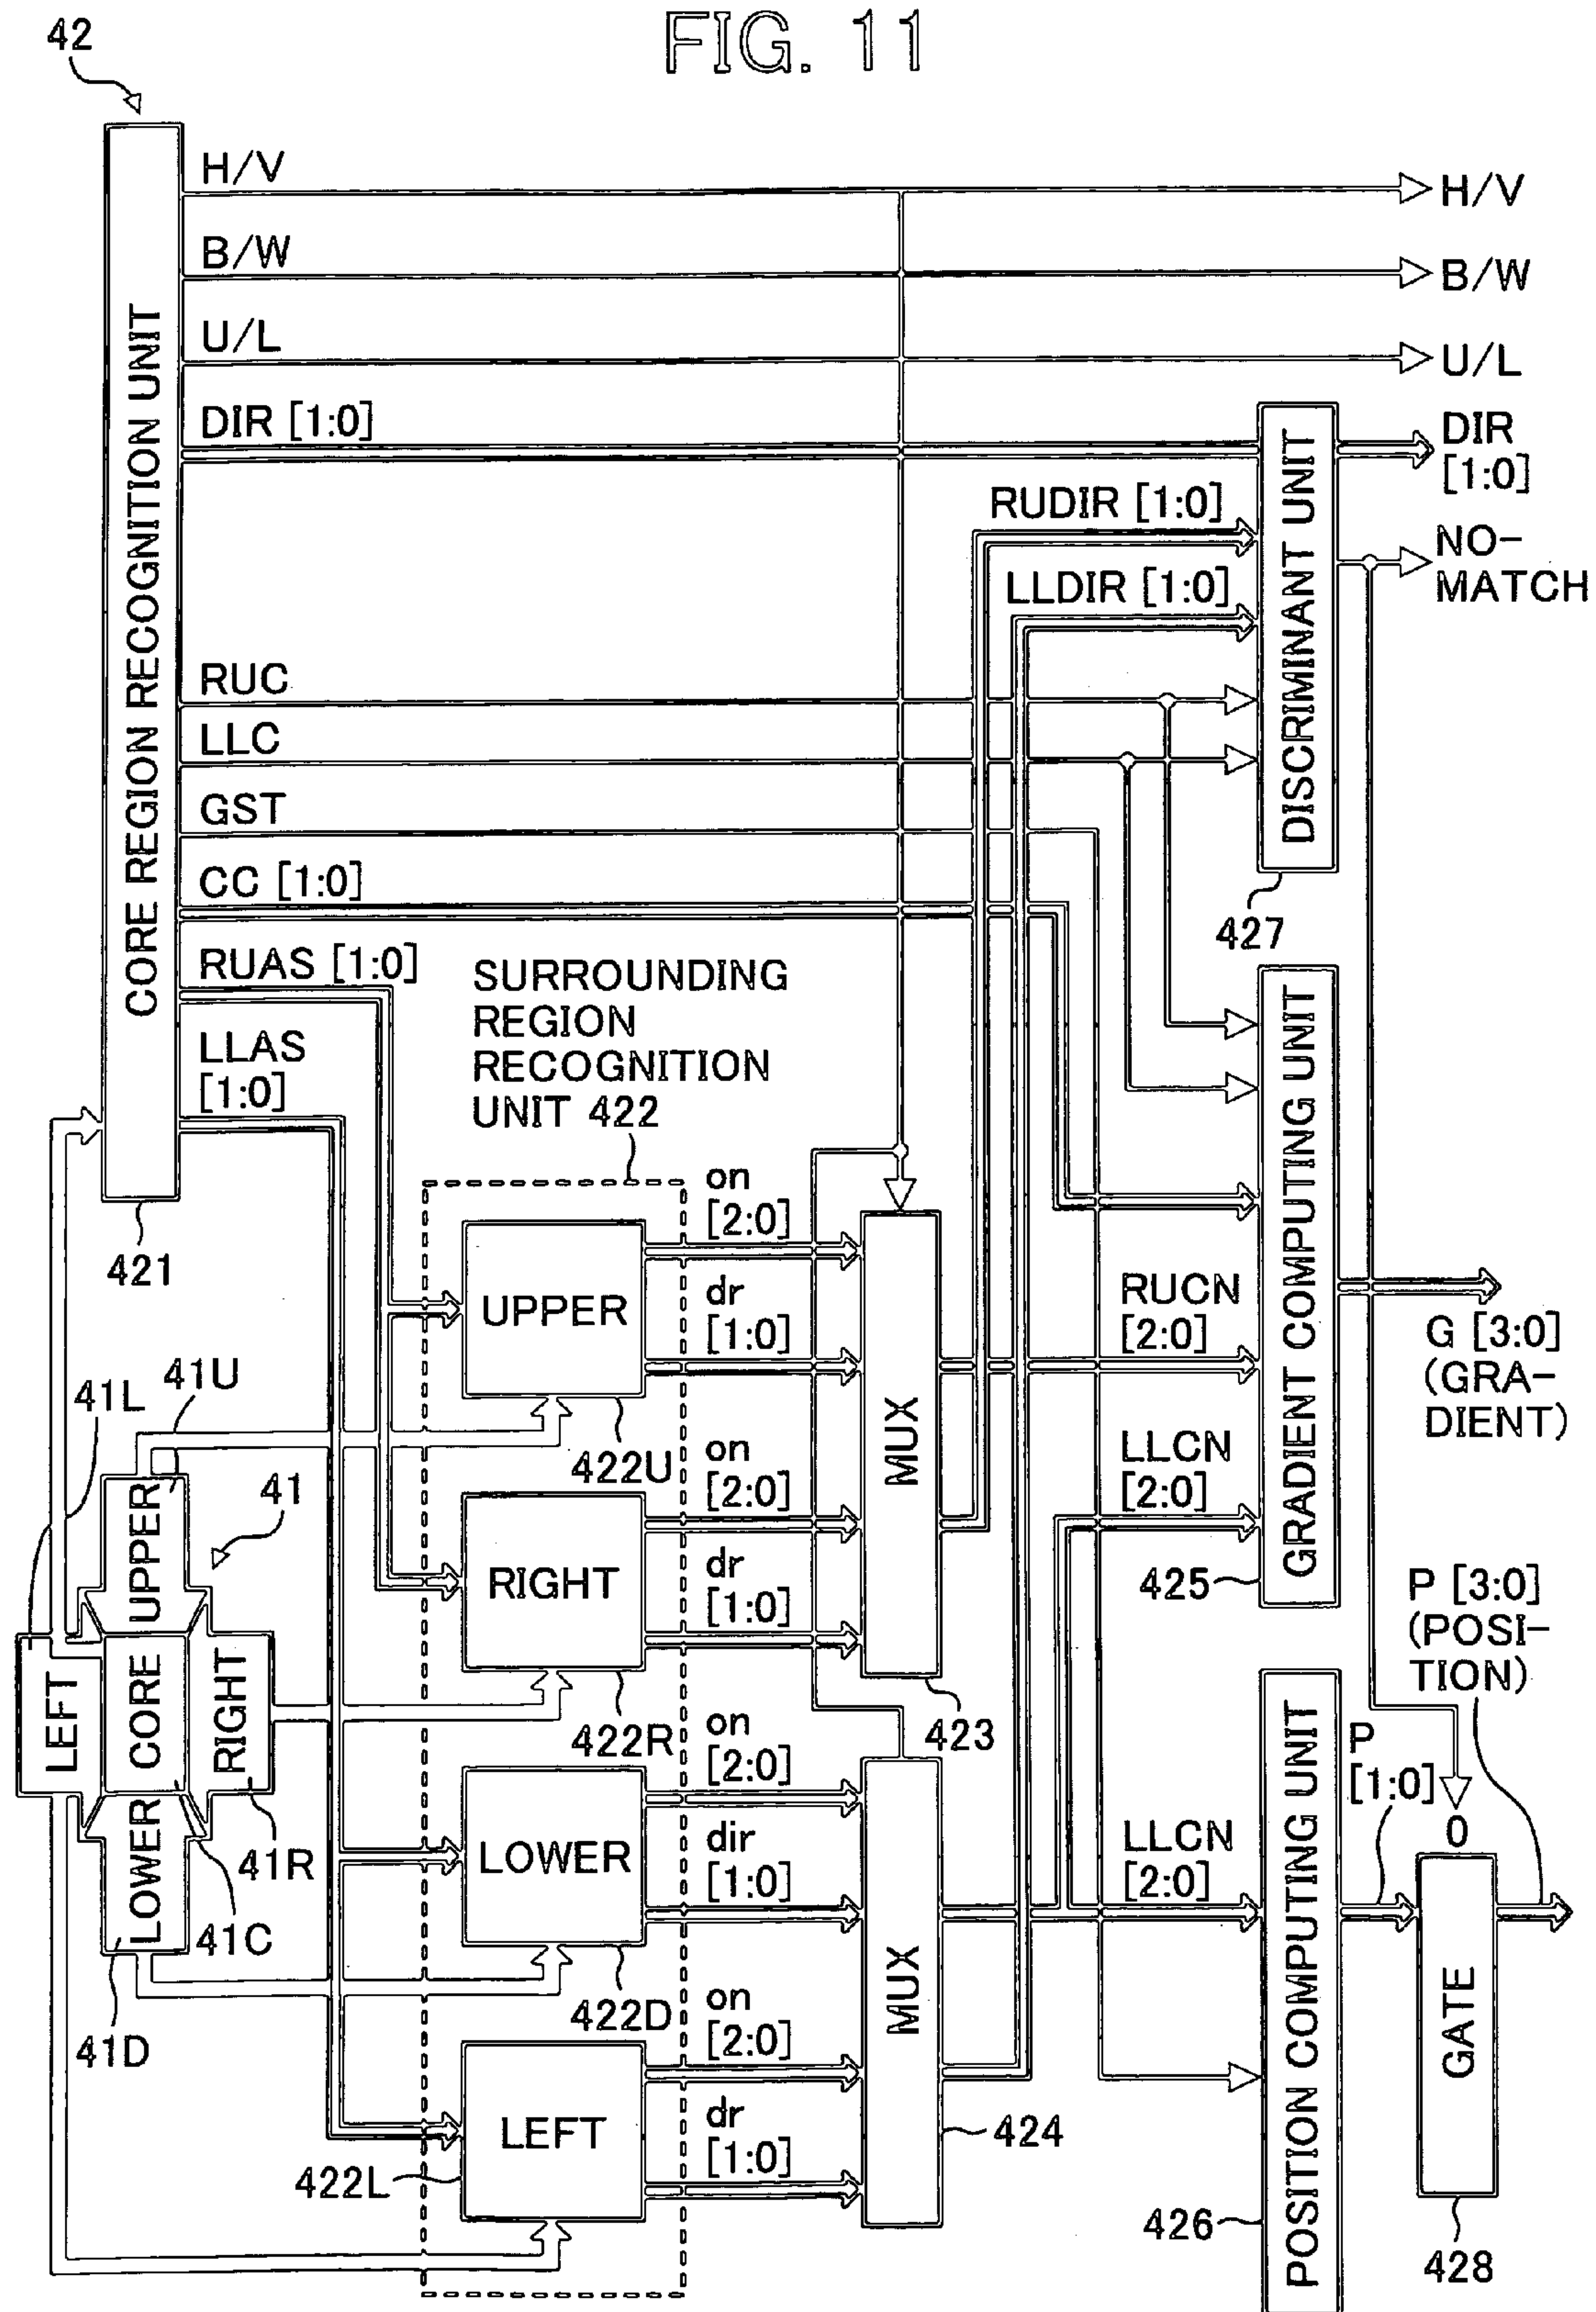 FIG. 11
42
H/V
H/V
B/W
B/W
U/L
U/L
DIR [1:0]
DIR
[1:0]
RUDIR [1:0]
NO-
MATCH
LLDIR [1:0]
CORE REGION RECOGNITION UNIT
DISCRIMINANT UNIT
RUC
LLC
GST
CC [1:0]
427
RUAS [1:0]
SURROUNDING
REGION
RECOGNITION
UNIT 422
LLAS
[1:0]
421
on
[2:0]
UPPER
dr
[1:0]
422U
on
[2:0]
RIGHT
dr
[1:0]
422R
MUX
423
RUCN
[2:0]
LLCN
[2:0]
GRADIENT COMPUTING UNIT
425
G [3:0]
(GRA-
DIENT)
P [3:0]
(POSI-
TION)
41L
41U
41
UPPER
LEFT
CORE
RIGHT
LOWER
41R
41C
41D
on
[2:0]
LOWER
dir
[1:0]
422D
on
[2:0]
LEFT
dr
[1:0]
422L
MUX
424
LLCN
[2:0]
POSITION COMPUTING UNIT
426
P
[1:0]
0
GATE
428